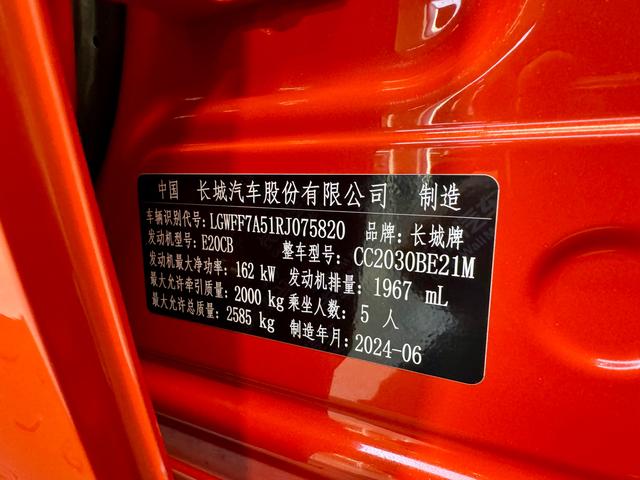 中国 长城汽车股份有限公司 制造
车辆识别代号: LGWFF7A51RJ075820 品牌: 长城牌
发动机型号: E20CB 整车型号: CC2030BE21M
发动机最大净功率: 162 kW 发动机排量: 1967 mL
最大允许牵引质量: 2000 kg 乘坐人数: 5 人
最大允许总质量: 2585 kg 制造年月: 2024-06